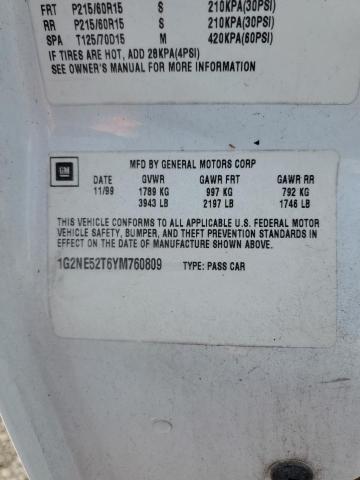 FRT P215/60R15 S 210KPA(30PSI)
RR P215/60R15 S 210KPA(30PSI)
SPA T125/70D15 M 420KPA(60PSI)
IF TIRES ARE HOT, ADD 28KPA(4PSI)
SEE OWNER'S MANUAL FOR MORE INFORMATION
GM
MFD BY GENERAL MOTORS CORP
DATE GVWR GAWR FRT GAWR RR
11/99 1789 KG 997 KG 792 KG
3943 LB 2197 LB 1746 LB
THIS VEHICLE CONFORMS TO ALL APPLICABLE U.S. FEDERAL MOTOR
VEHICLE SAFETY, BUMPER, AND THEFT PREVENTION STANDARDS IN
EFFECT ON THE DATE OF MANUFACTURE SHOWN ABOVE.
1G2NE52T6YM760809 TYPE: PASS CAR